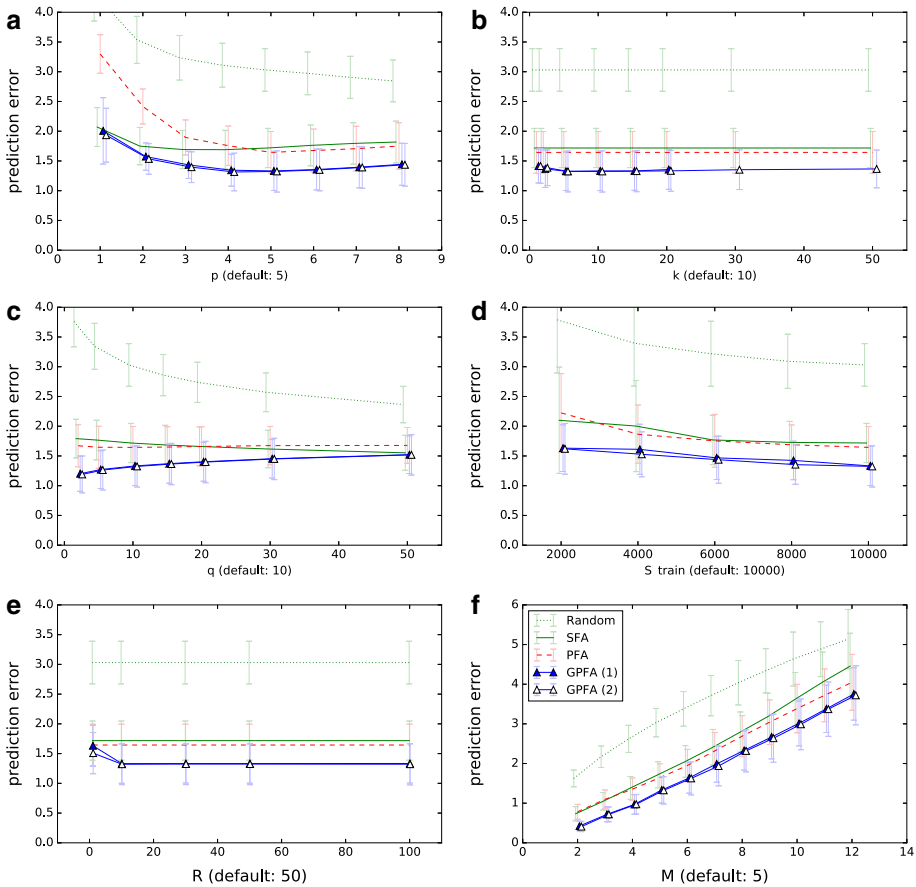 a
prediction error
4.0
3.5
3.0
2.5
2.0
1.5
1.0
0.5
0.0
0 1 2 3 4 5 6 7 8 9
p (default: 5)
b
prediction error
4.0
3.5
3.0
2.5
2.0
1.5
1.0
0.5
0.0
0 10 20 30 40 50
k (default: 10)
c
prediction error
4.0
3.5
3.0
2.5
2.0
1.5
1.0
0.5
0.0
0 10 20 30 40 50
q (default: 10)
d
prediction error
4.0
3.5
3.0
2.5
2.0
1.5
1.0
0.5
0.0
2000 4000 6000 8000 10000
S_train (default: 10000)
e
prediction error
4.0
3.5
3.0
2.5
2.0
1.5
1.0
0.5
0.0
0 20 40 60 80 100
R (default: 50)
f
prediction error
6
5
4
3
2
1
0
Random
SFA
PFA
GPFA (1)
GPFA (2)
0 2 4 6 8 10 12 14
M (default: 5)